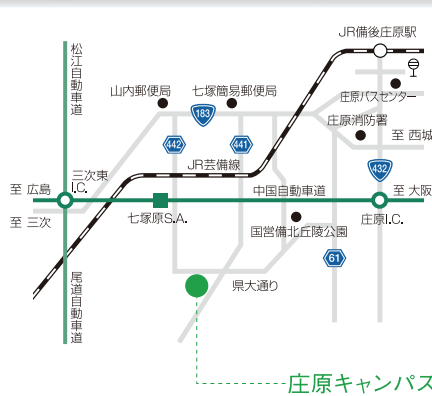 JR備後庄原駅
松江自動車道
山内郵便局
七塚簡易郵便局
庄原バスセンター
183
庄原消防署
442
441
至 西城
JR芸備線
432
三次東
I.C.
至 広島
中国自動車道
至 大阪
至 三次
七塚原S.A.
庄原I.C.
国営備北丘陵公園
61
県大通り
尾道自動車道
庄原キャンパス